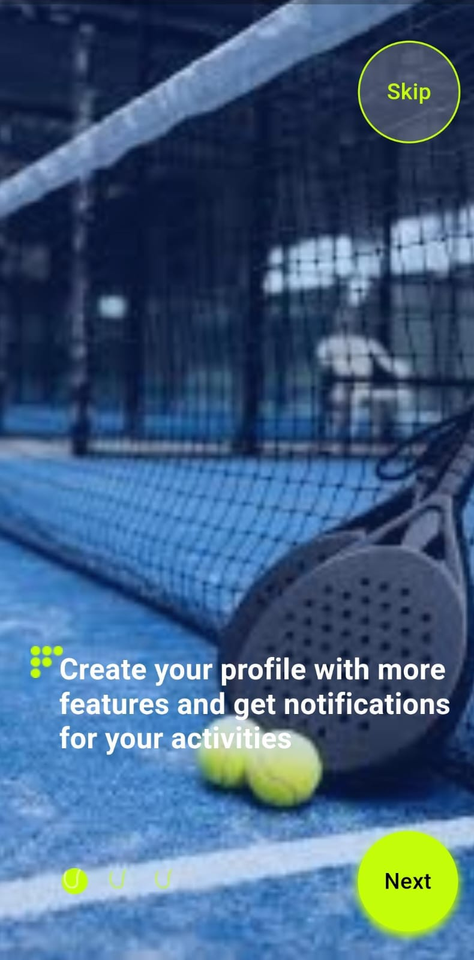 Skip
Create your profile with more
features and get notifications
for your activities
Next